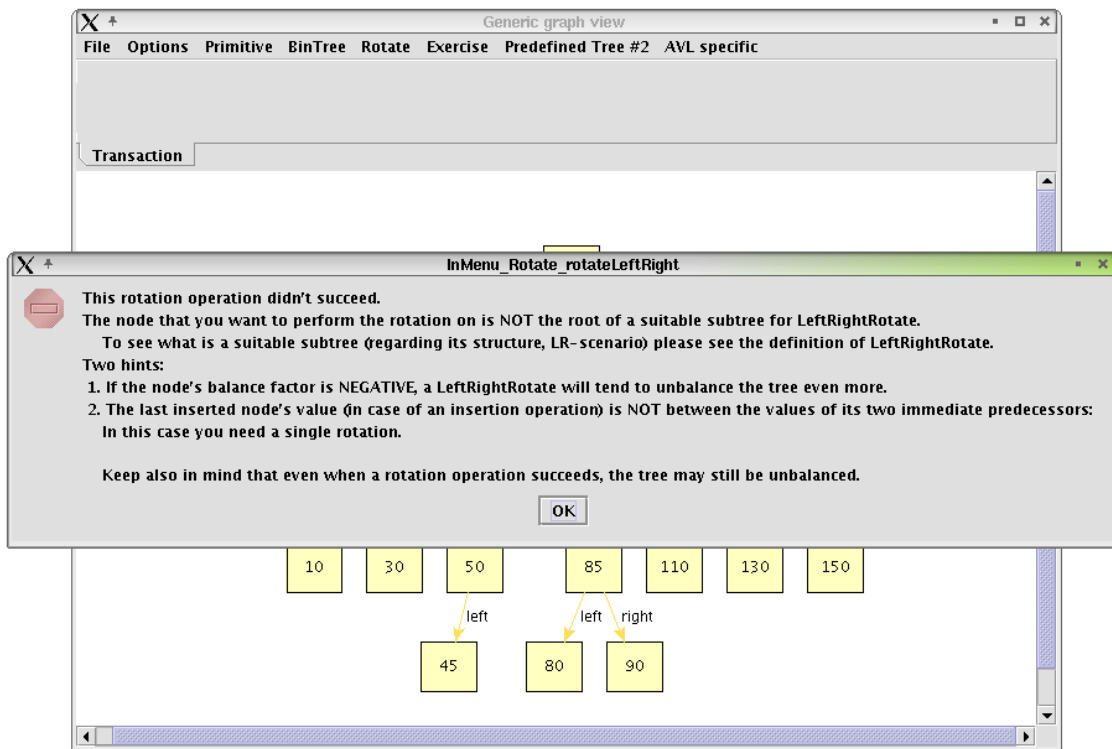 Generic graph view
File Options Primitive BinTree Rotate Exercise Predefined Tree #2 AVL specific
Transaction
InMenu_Rotate_rotateLeftRight
This rotation operation didn't succeed.
The node that you want to perform the rotation on is NOT the root of a suitable subtree for LeftRightRotate.
To see what is a suitable subtree (regarding its structure, LR-scenario) please see the definition of LeftRightRotate.
Two hints:
1. If the node's balance factor is NEGATIVE, a LeftRightRotate will tend to unbalance the tree even more.
2. The last inserted node's value (in case of an insertion operation) is NOT between the values of its two immediate predecessors:
In this case you need a single rotation.
Keep also in mind that even when a rotation operation succeeds, the tree may still be unbalanced.
OK
10 30 50 85 110 130 150
left left right
45 80 90